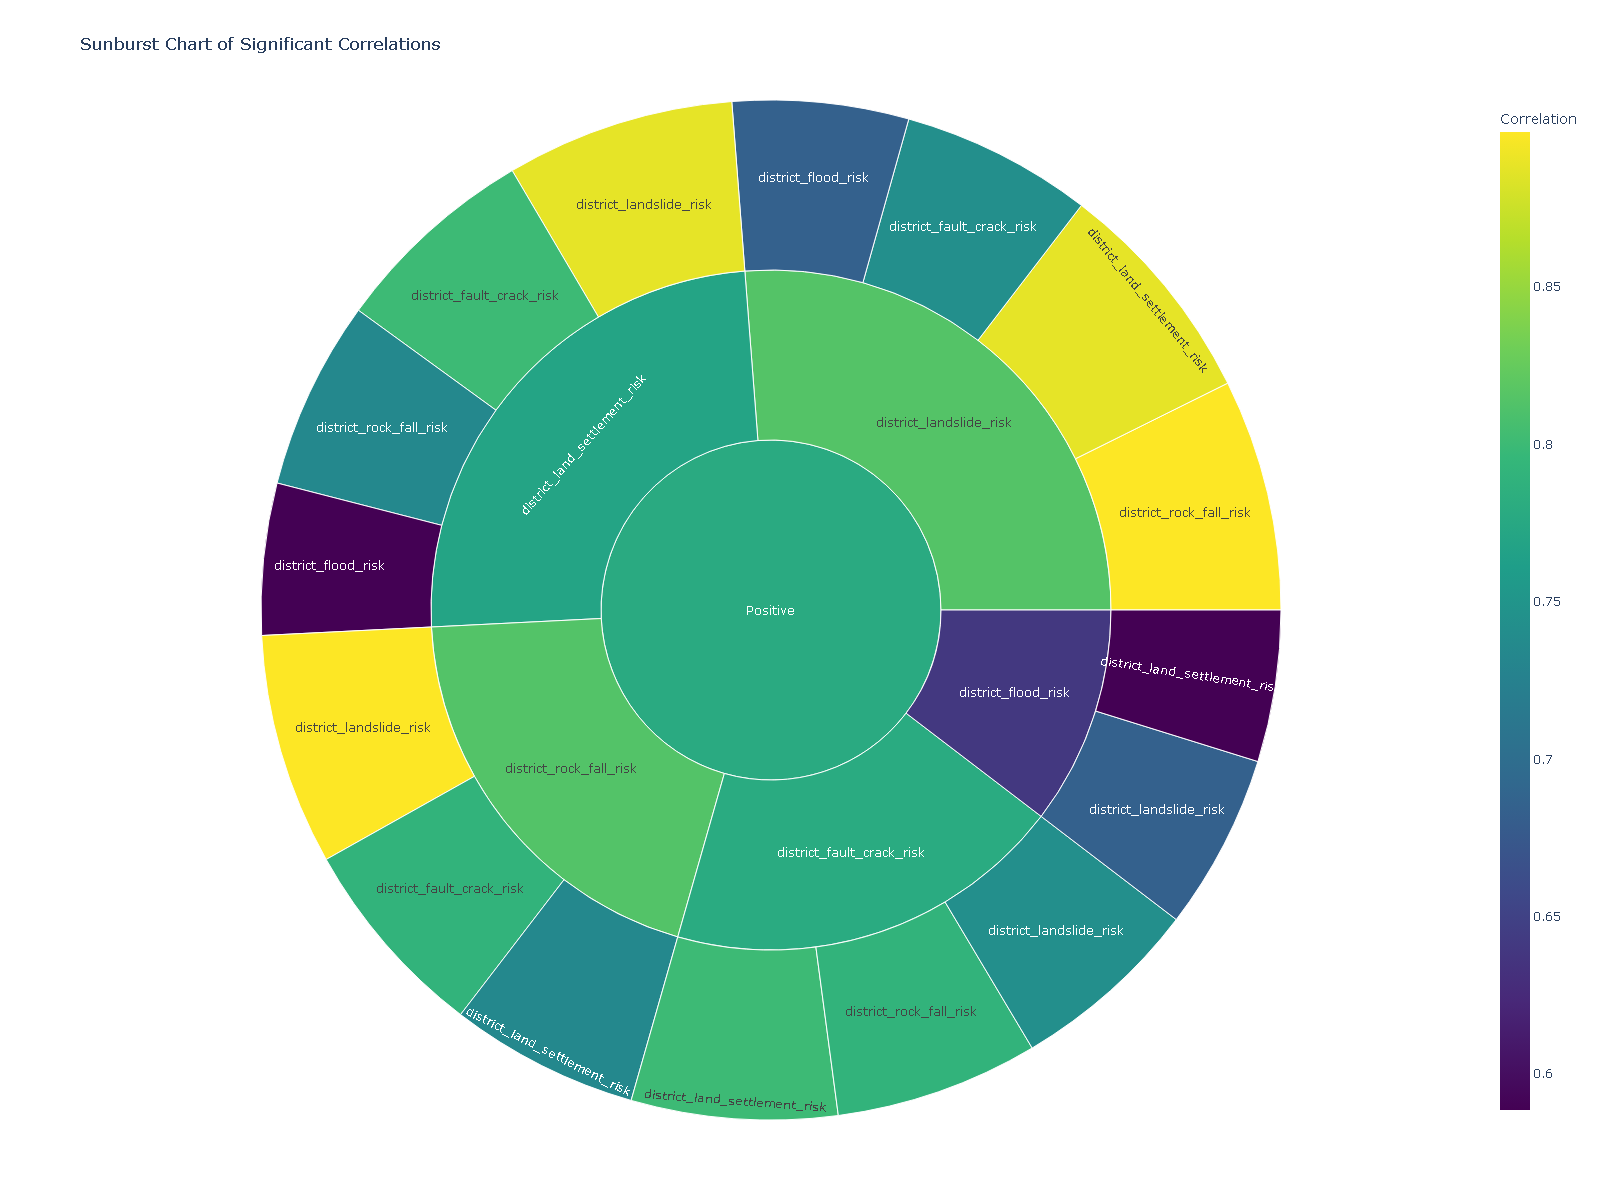 Sunburst Chart of Significant Correlations
Correlation
0.85
0.8
0.75
0.7
0.65
0.6
Positive
district_landslide_risk
district_rock_fall_risk
district_land_settlement_risk
district_fault_crack_risk
district_flood_risk
district_land_settlement_risk
district_landslide_risk
district_fault_crack_risk
district_rock_fall_risk
district_flood_risk
district_rock_fall_risk
district_landslide_risk
district_fault_crack_risk
district_land_settlement_risk
district_fault_crack_risk
district_land_settlement_risk
district_rock_fall_risk
district_landslide_risk
district_flood_risk
district_landslide_risk
district_land_settlement_ris